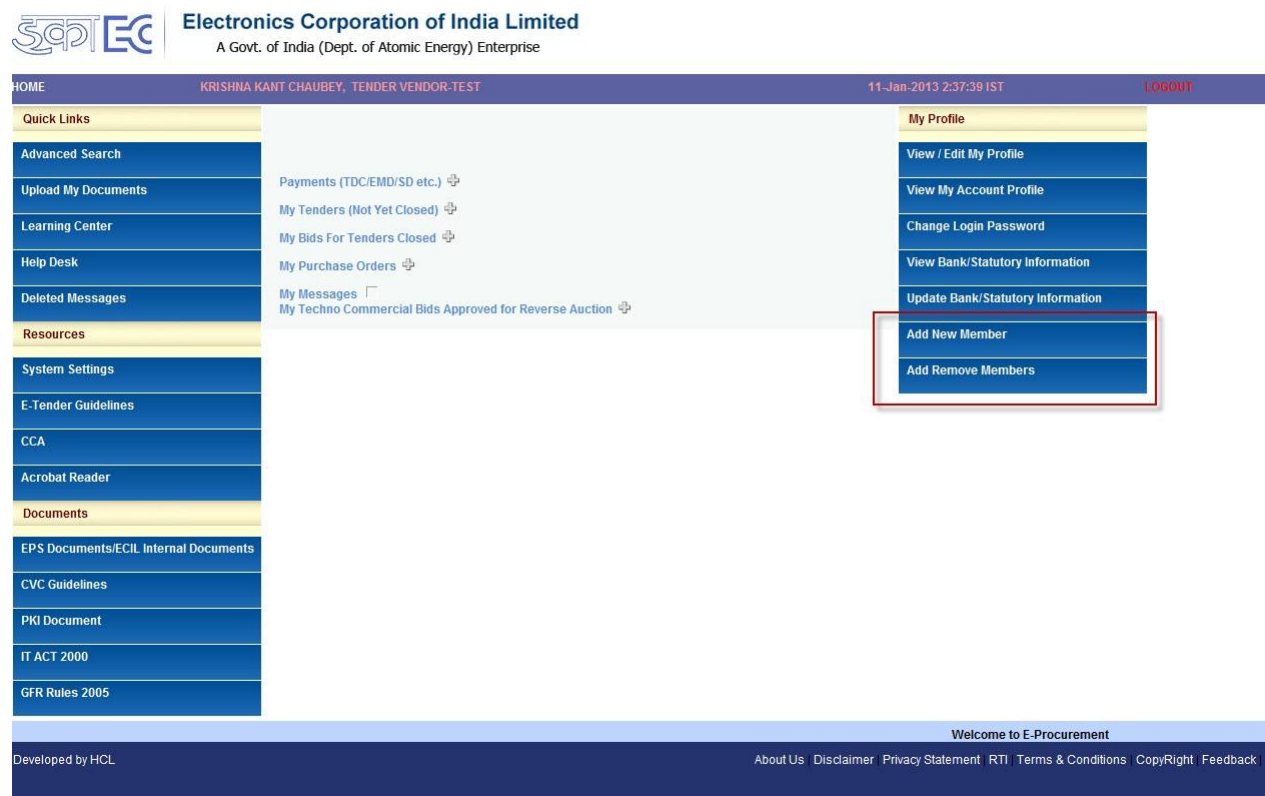 इकाई EC
Electronics Corporation of India Limited
A Govt. of India (Dept. of Atomic Energy) Enterprise
HOME KRISHNA KANT CHAUBEY, TENDER VENDOR-TEST 11-Jan-2013 2:37:39 IST LOGOUT
Quick Links
Advanced Search
Upload My Documents
Learning Center
Help Desk
Deleted Messages
Resources
System Settings
E-Tender Guidelines
CCA
Acrobat Reader
Documents
EPS Documents/ECIL Internal Documents
CVC Guidelines
PKI Document
IT ACT 2000
GFR Rules 2005
Payments (TDC/EMD/SD etc.)
My Tenders (Not Yet Closed)
My Bids For Tenders Closed
My Purchase Orders
My Messages
My Techno Commercial Bids Approved for Reverse Auction
My Profile
View / Edit My Profile
View My Account Profile
Change Login Password
View Bank/Statutory Information
Update Bank/Statutory Information
Add New Member
Add Remove Members
Welcome to E-Procurement
Developed by HCL
About Us | Disclaimer | Privacy Statement | RTI | Terms & Conditions | CopyRight | Feedback |